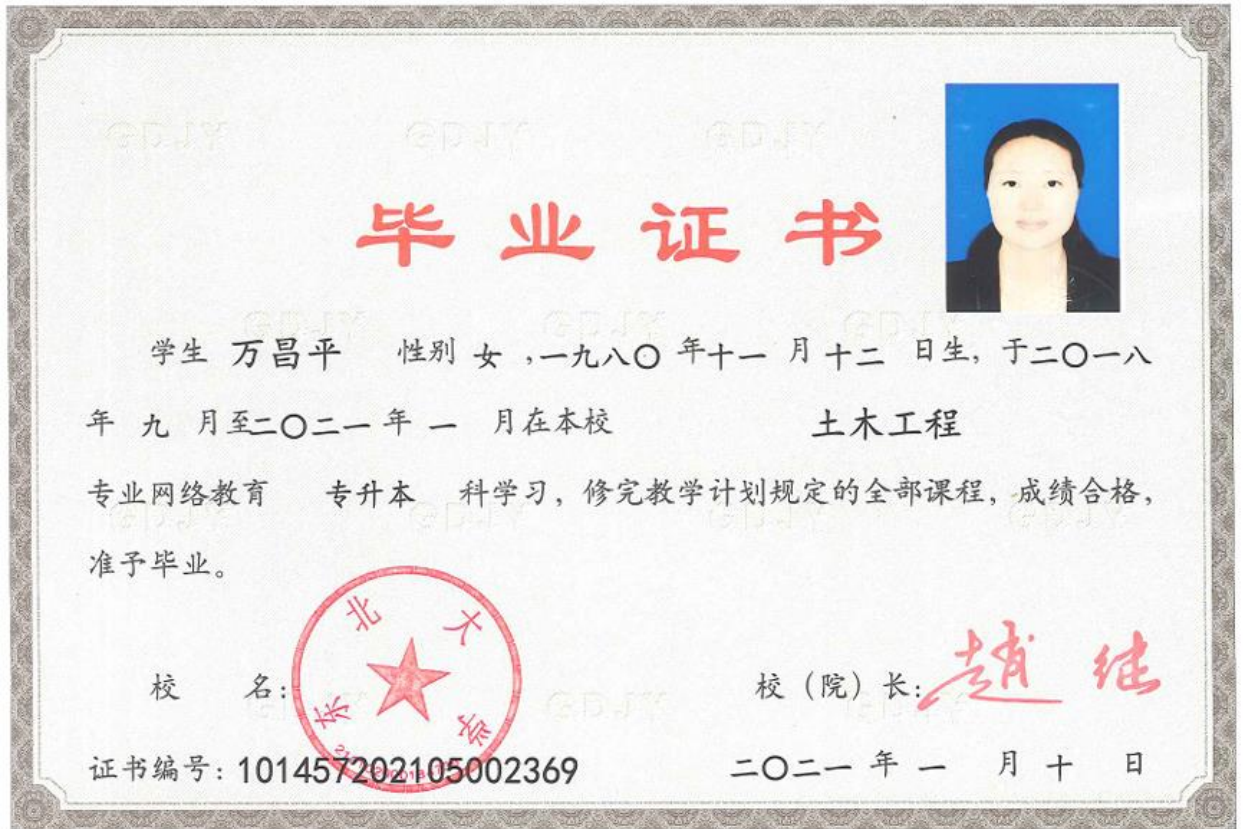 毕业证书
学生 万昌平 性别 女 ,一九八〇 年十一 月 十二 日生, 于二〇一八
年 九 月至二〇二一 年 一 月在本校 土木工程
专业网络教育 专升本 科学习, 修完教学计划规定的全部课程, 成绩合格,
准予毕业。
东北大学
校 名: 校 (院) 长: 赵继
证书编号: 101457202105002369 二〇二一 年 一 月 十 日